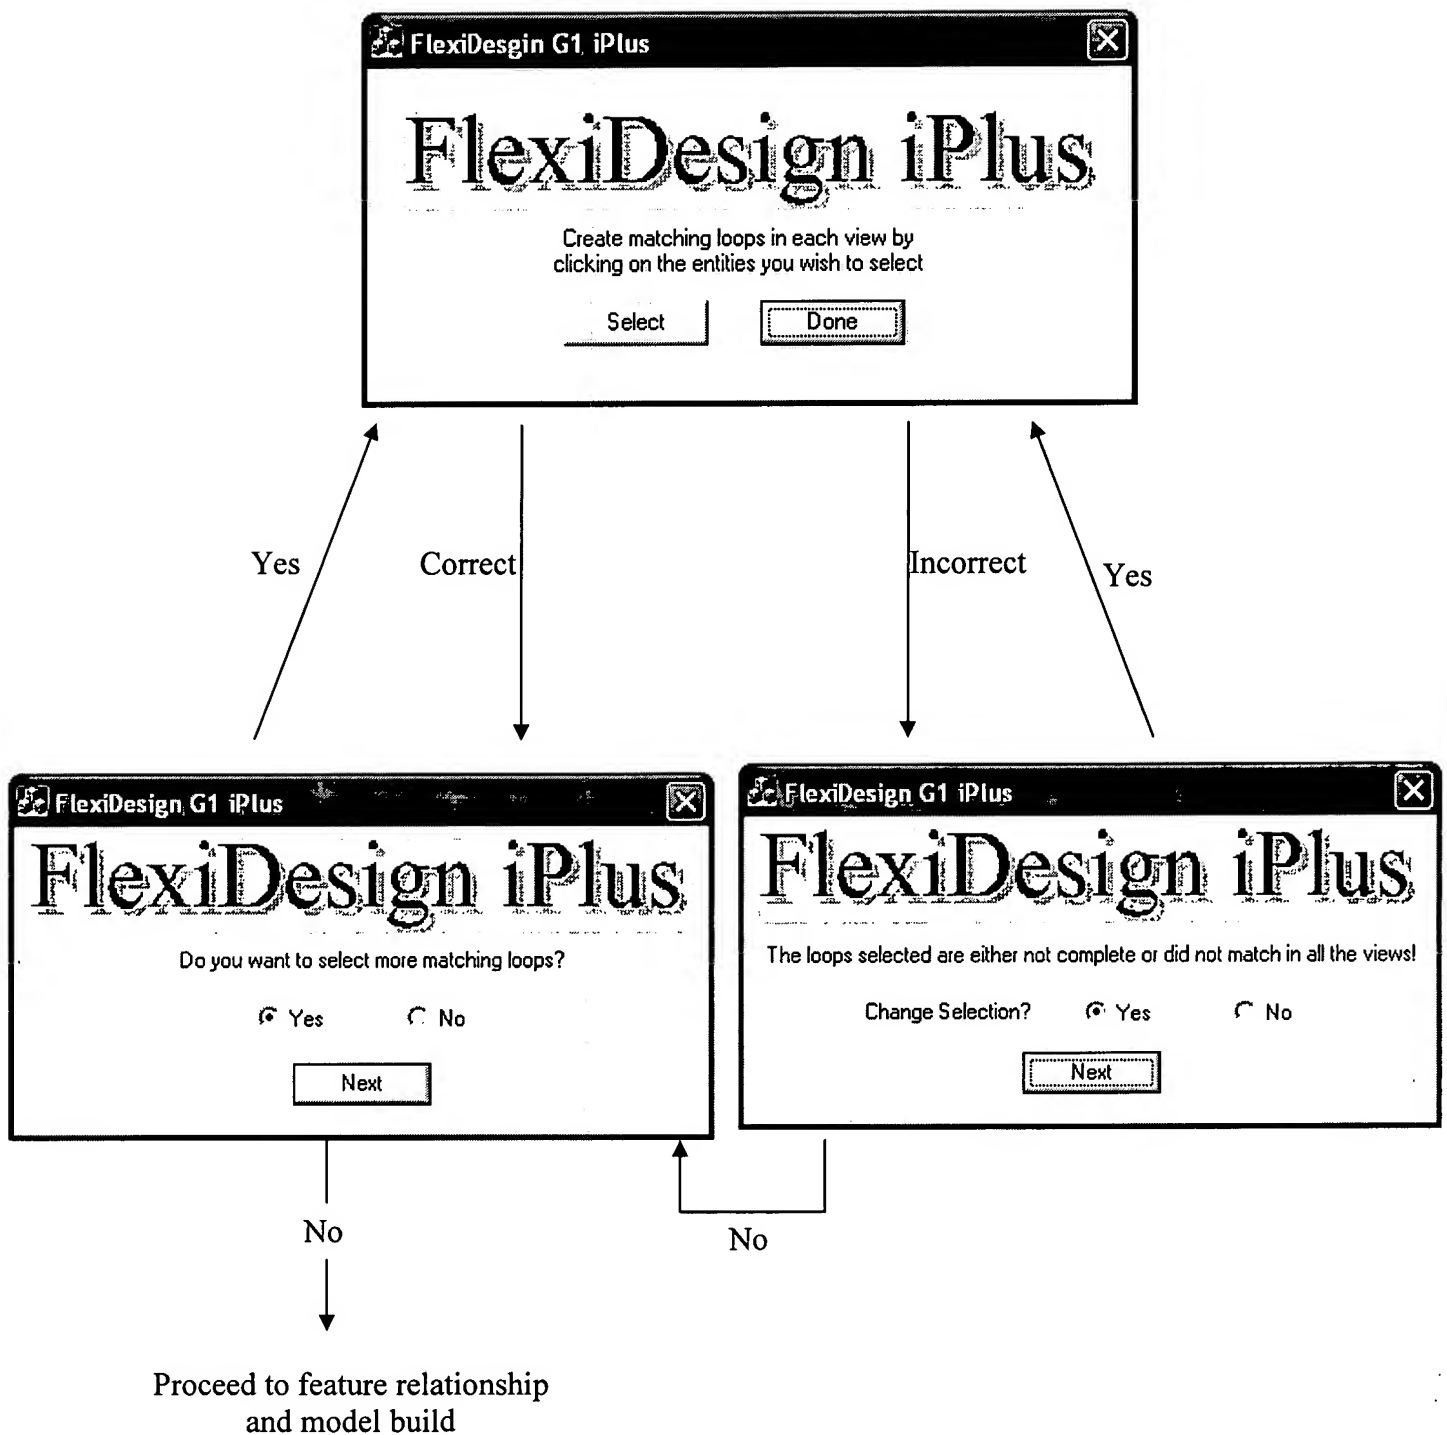 FlexiDesgin G1 iPlus
FlexiDesign iPlus
Create matching loops in each view by
clicking on the entities you wish to select
Select Done
Yes Correct Incorrect Yes
FlexiDesign G1 iPlus
FlexiDesign iPlus
Do you want to select more matching loops?
Yes No
Next
FlexiDesign G1 iPlus
FlexiDesign iPlus
The loops selected are either not complete or did not match in all the views!
Change Selection? Yes No
Next
No
No
Proceed to feature relationship
and model build